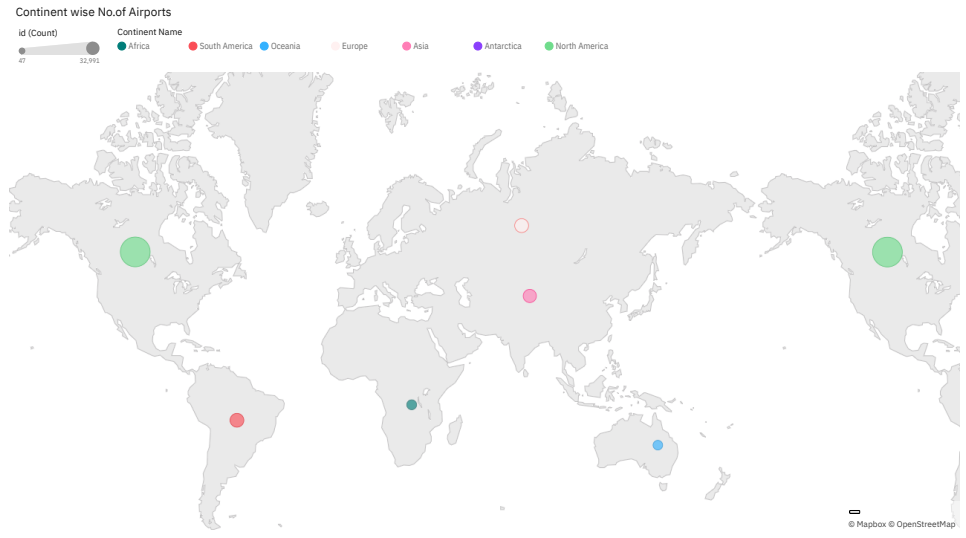 Continent wise No.of Airports
id (Count)
47 32,991
Continent Name
Africa South America Oceania Europe Asia Antarctica North America
© Mapbox © OpenStreetMap